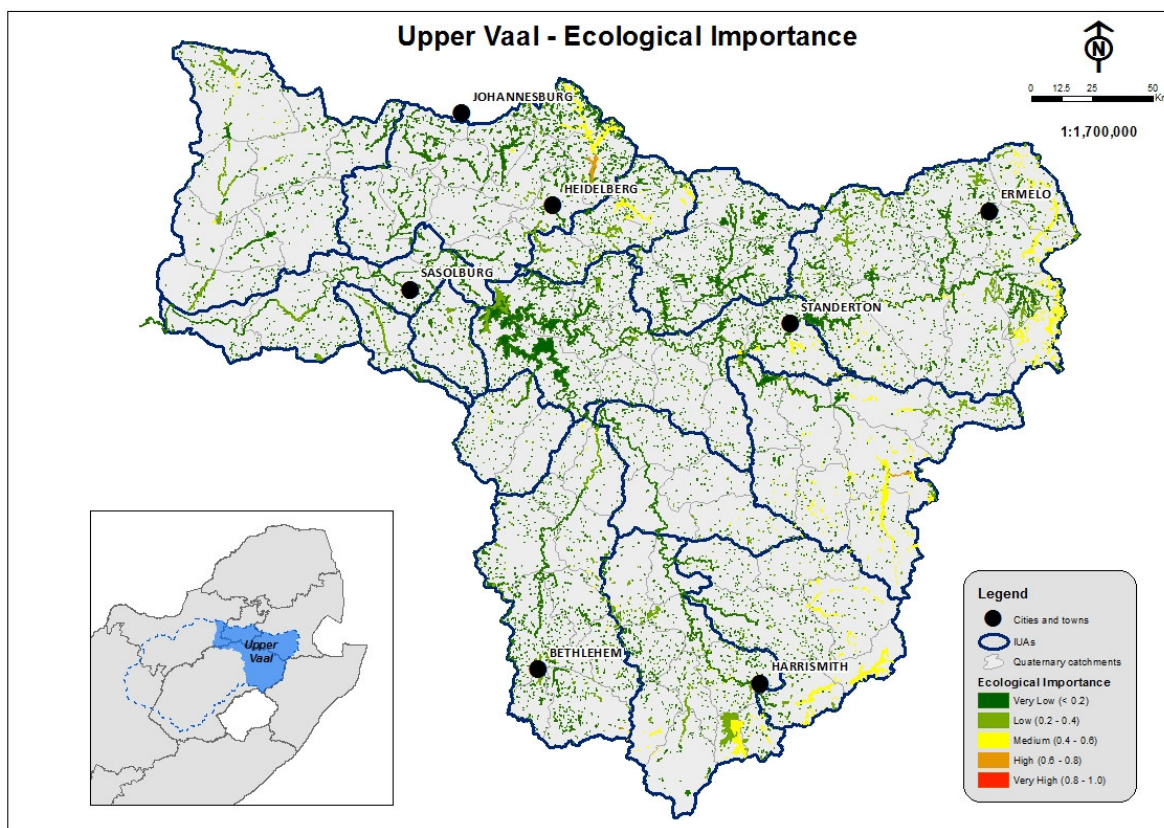 Upper Vaal - Ecological Importance
N
0 12.5 25 50
Km
1:1,700,000
JOHANNESBURG
HEIDELBERG
ERMELO
SASOLBURG
STANDERTON
BETHLEHEM
HARRISMITH
Upper
Vaal
Legend
Cities and towns
IUAs
Quaternary catchments
Ecological Importance
Very Low (< 0.2)
Low (0.2 - 0.4)
Medium (0.4 - 0.6)
High (0.6 - 0.8)
Very High (0.8 - 1.0)